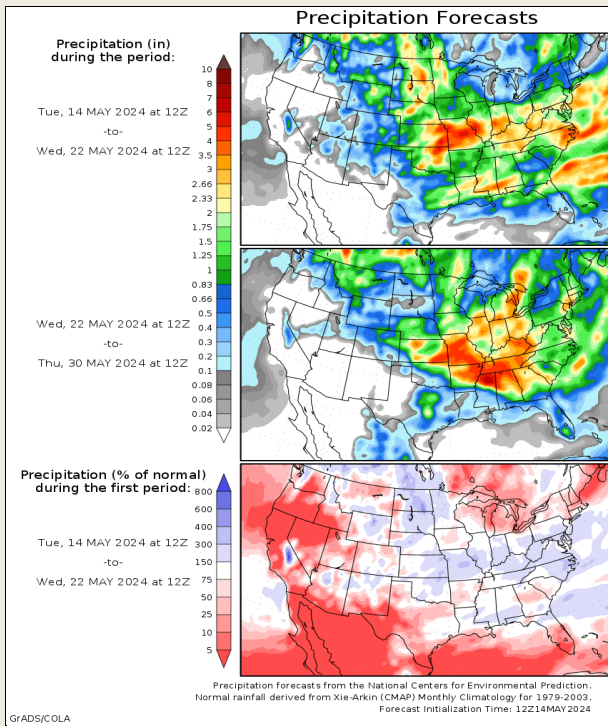 Precipitation Forecasts
Precipitation (in)
during the period:
Tue, 14 MAY 2024 at 12Z
-to-
Wed, 22 MAY 2024 at 12Z
10
8
7
6
5
4
3.5
3
2.66
2.33
2
1.75
1.5
1.25
1
0.83
0.66
0.5
0.4
0.3
0.2
0.1
0.08
0.06
0.04
0.02
Wed, 22 MAY 2024 at 12Z
-to-
Thu, 30 MAY 2024 at 12Z
Precipitation (% of normal)
during the first period:
Tue, 14 MAY 2024 at 12Z
-to-
Wed, 22 MAY 2024 at 12Z
800
600
400
300
150
75
50
25
10
5
Precipitation forecasts from the National Centers for Environmental Prediction.
Normal rainfall derived from Xie-Arkin (CMAP) Monthly Climatology for 1979-2003.
Forecast Initialization Time: 12Z14MAY2024
GrADS/COLA